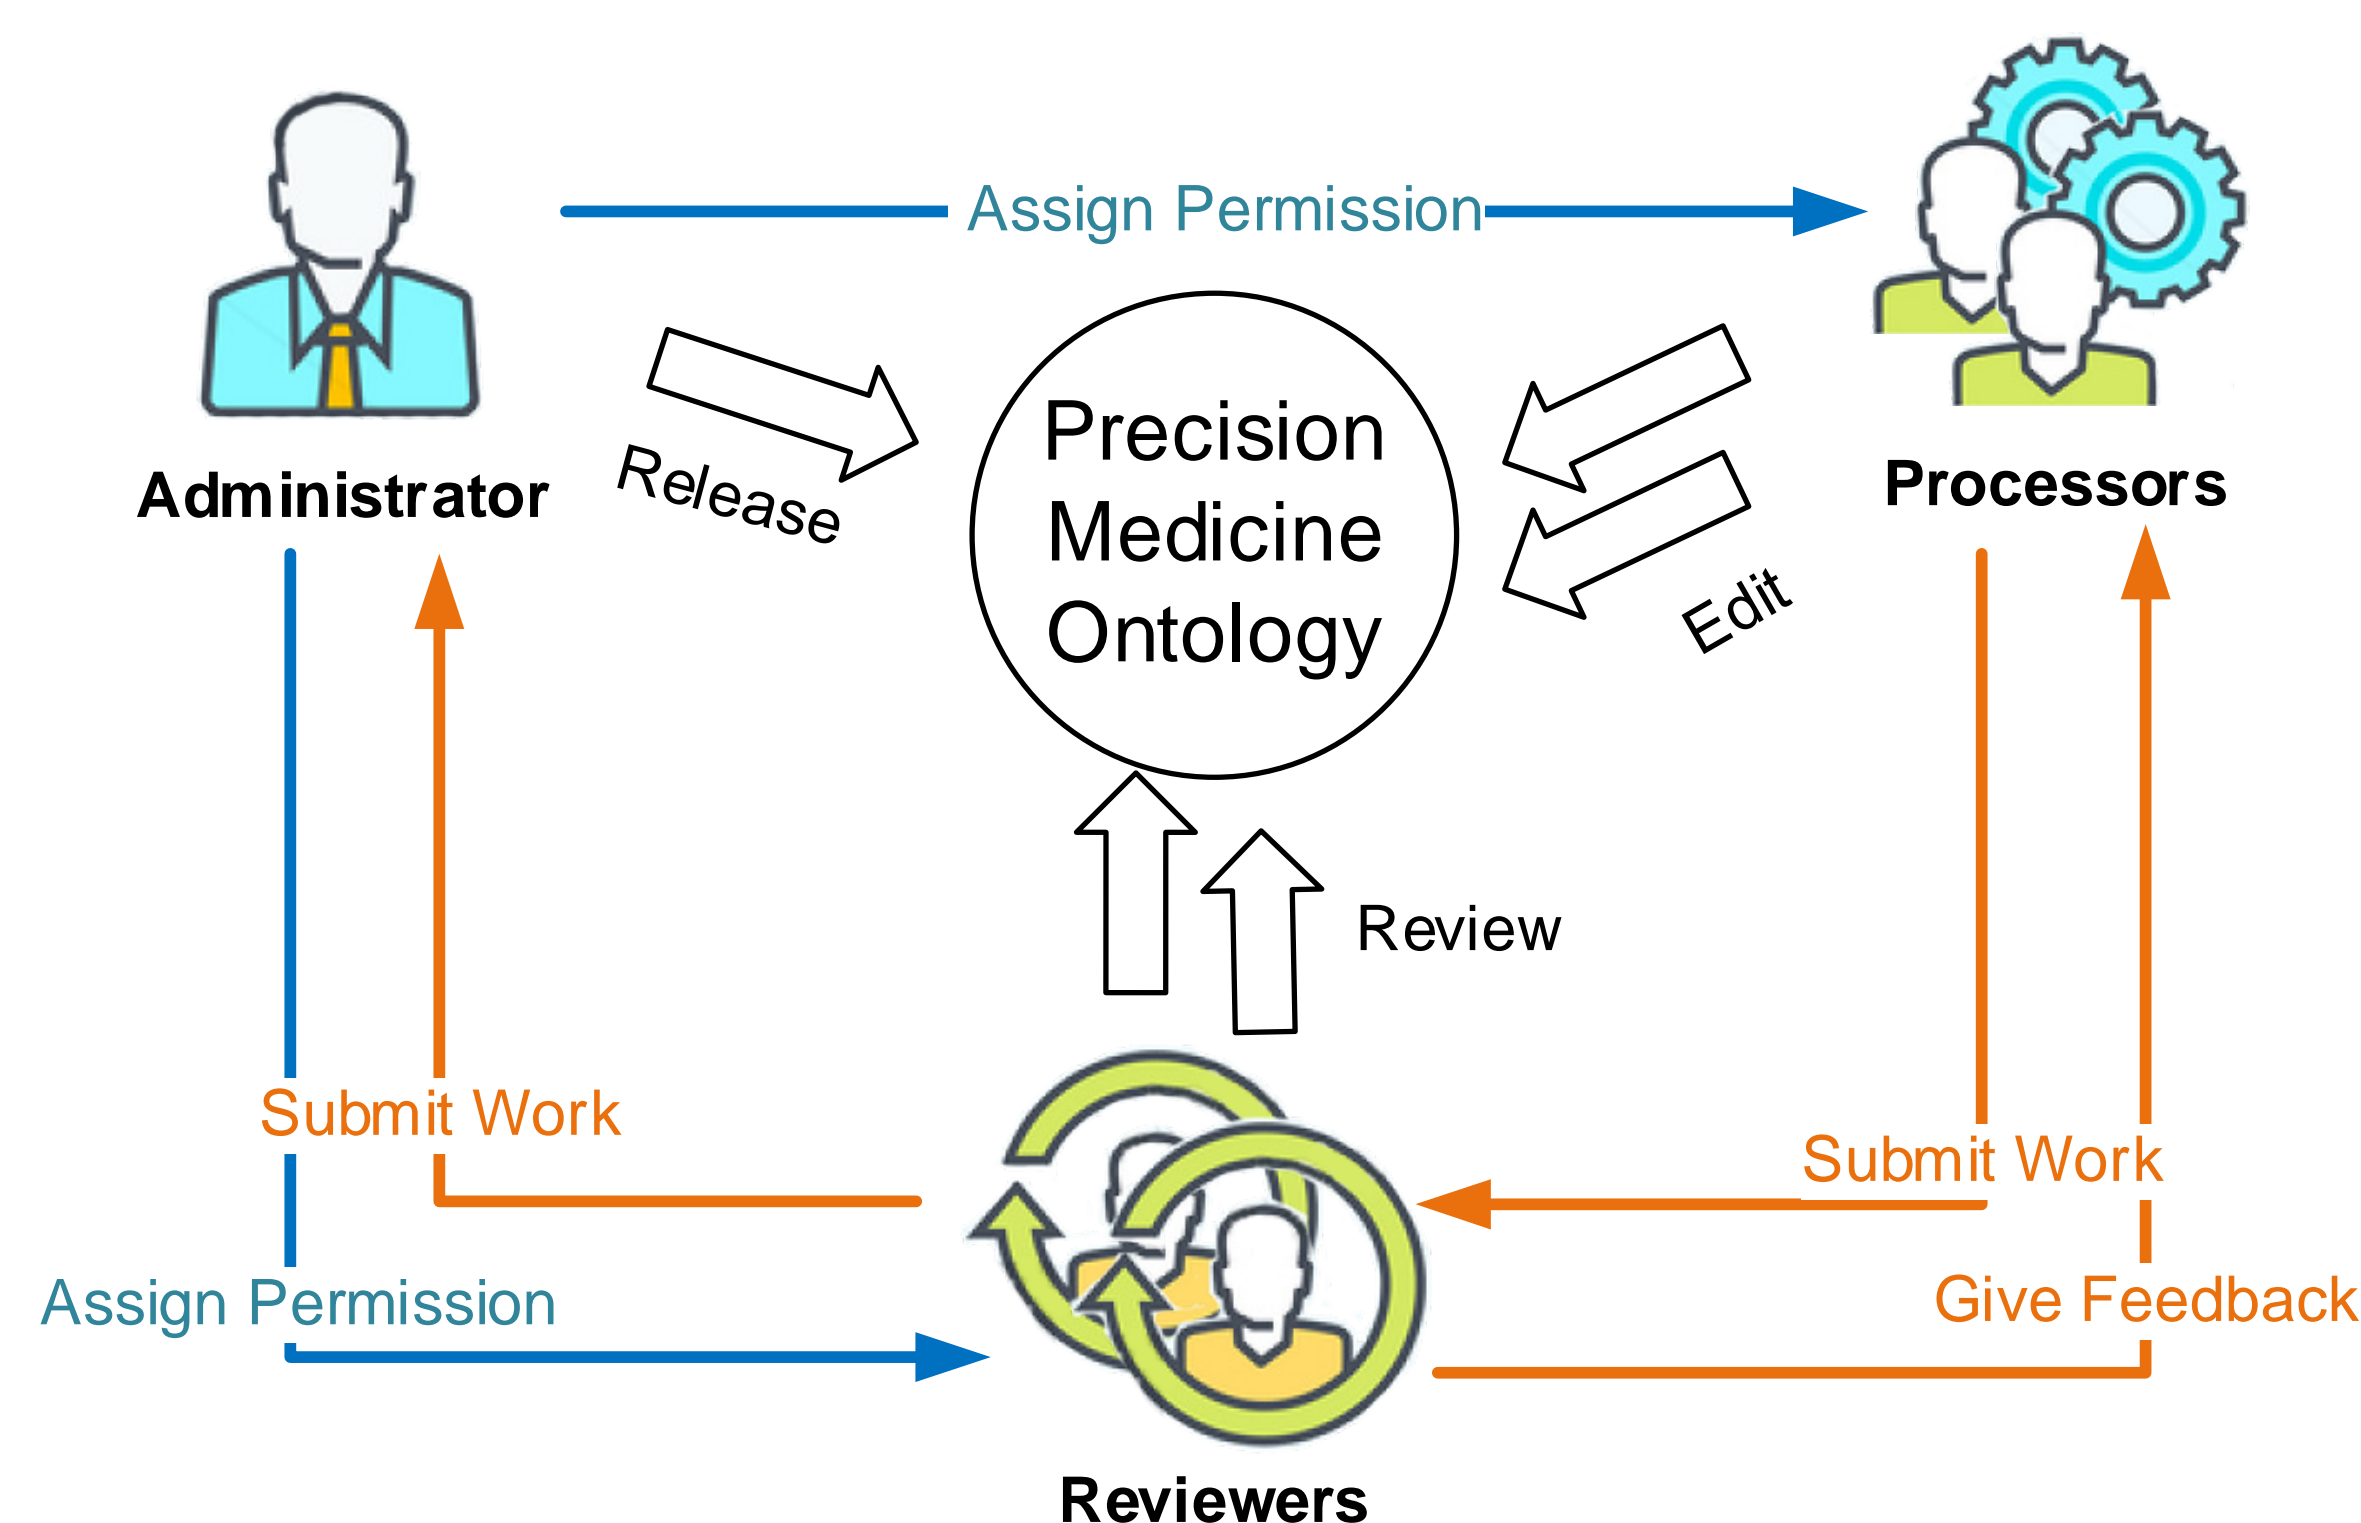 Assign Permission
Administrator
Processors
Release
Precision
Medicine
Ontology
Edit
Review
Submit Work
Submit Work
Assign Permission
Give Feedback
Reviewers